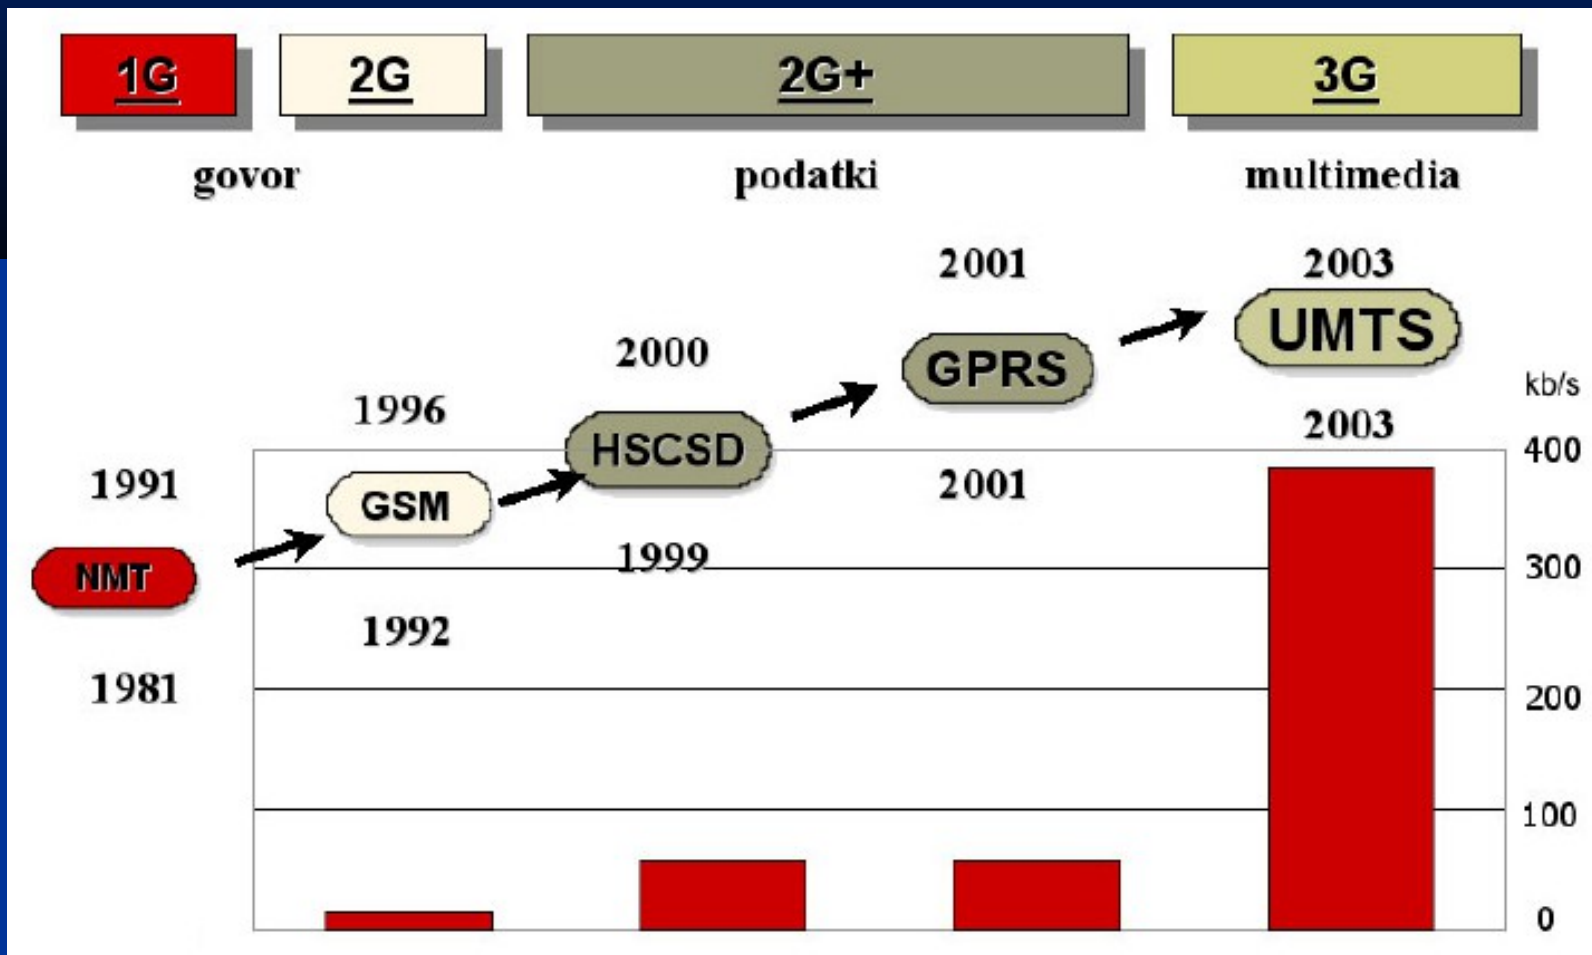 1G 2G 2G+ 3G
govor podatki multimedia
2001 2003
UMTS
2000
GPRS
kb/s
1996
2003
HSCSD
400
1991
2001
GSM
1999
300
NMT
1992
1981
200
100
0